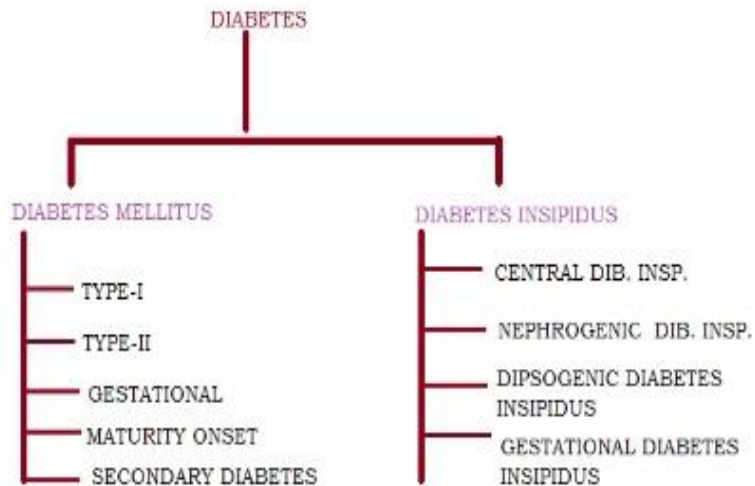 DIABETES
DIABETES MELLITUS
TYPE-I
TYPE-II
GESTATIONAL
MATURITY ONSET
SECONDARY DIABETES
DIABETES INSIPIDUS
CENTRAL DIB. INSP.
NEPHROGENIC DIB. INSP.
DIPSOGENIC DIABETES
INSIPIDUS
GESTATIONAL DIABETES
INSIPIDUS